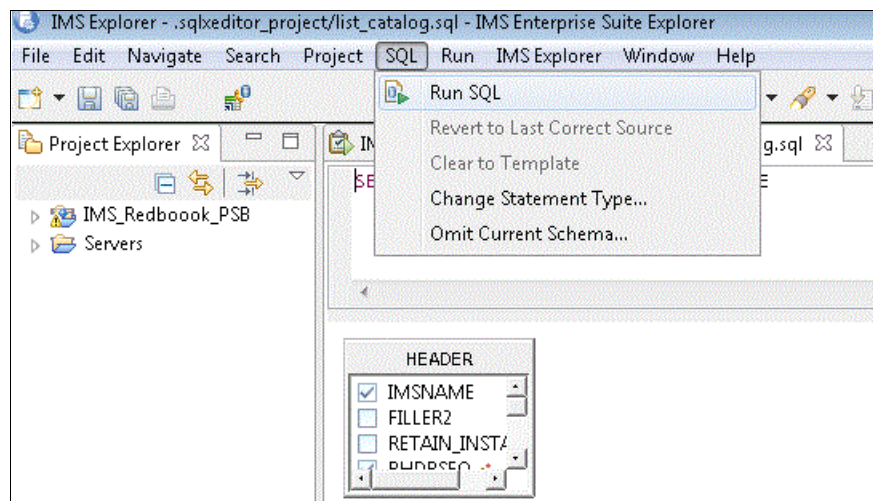 IMS Explorer - .sqlxeditor_project/list_catalog.sql - IMS Enterprise Suite Explorer
File Edit Navigate Search Project SQL Run IMS Explorer Window Help
Run SQL
Revert to Last Correct Source
Clear to Template
Change Statement Type...
Omit Current Schema...
Project Explorer
g.sql
IMS_Redboook_PSB
Servers
HEADER
IMSNAME
FILLER2
RETAIN_INSTA